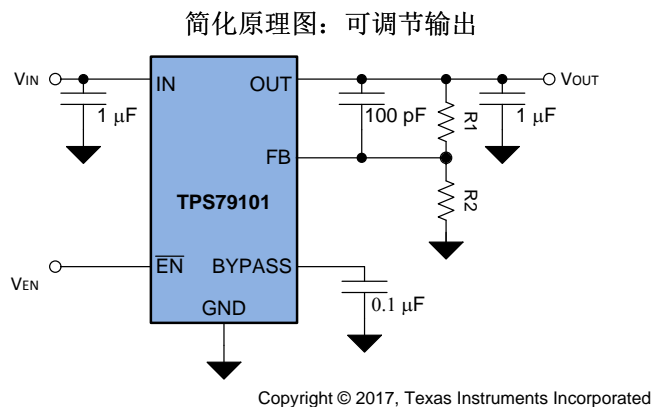 简化原理图：可调节输出
VIN
IN
OUT
VOUT
1 μF
100 pF
R1
1 μF
FB
TPS79101
R2
VEN
EN
BYPASS
0.1 μF
GND
Copyright © 2017, Texas Instruments Incorporated